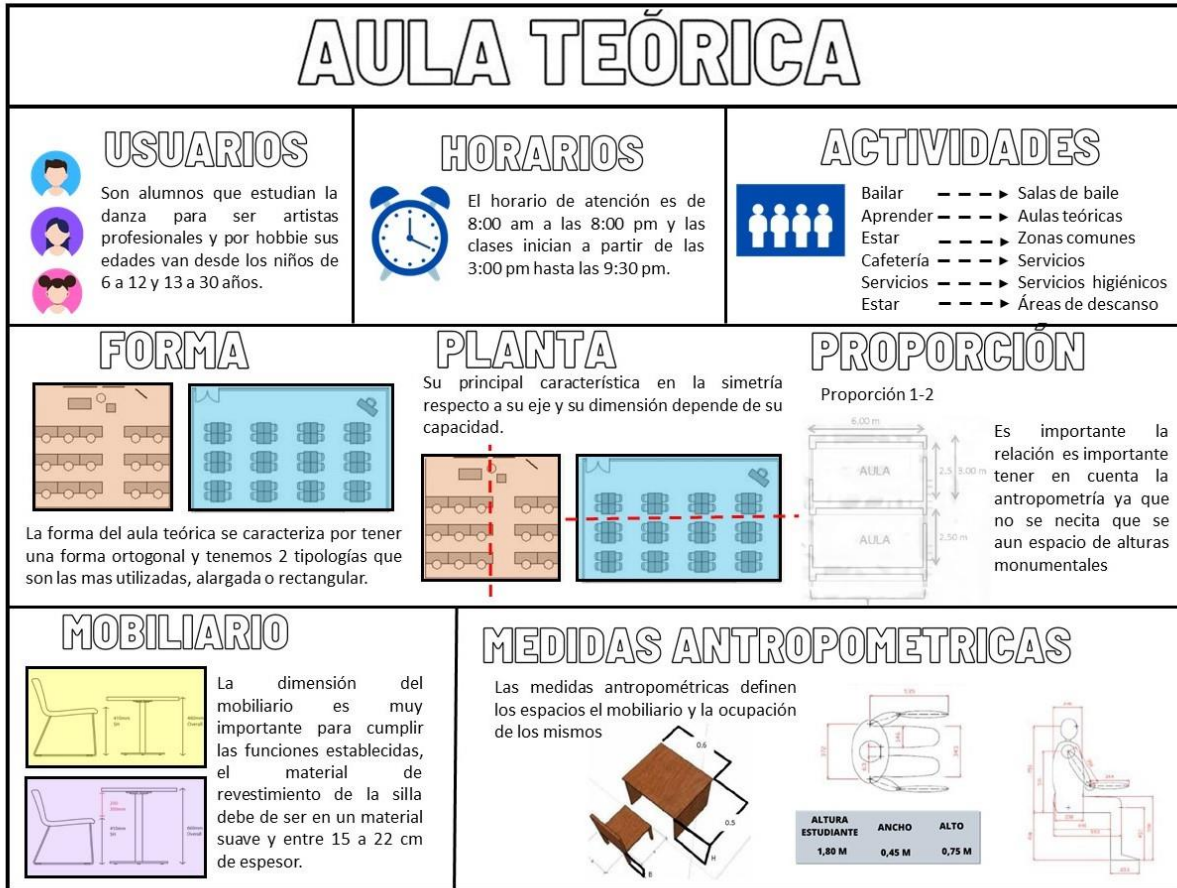 AULA TEÓRICA
USUARIOS
Son alumnos que estudian la
danza para ser artistas
profesionales y por hobbie sus
edades van desde los niños de
6 a 12 y 13 a 30 años.
HORARIOS
El horario de atención es de
8:00 am a las 8:00 pm y las
clases inician a partir de las
3:00 pm hasta las 9:30 pm.
ACTIVIDADES
Bailar Salas de baile
Aprender Aulas teóricas
Estar Zonas comunes
Cafetería Servicios
Servicios Servicios higiénicos
Estar Áreas de descanso
FORMA
La forma del aula teórica se caracteriza por tener
una forma ortogonal y tenemos 2 tipologías que
son las mas utilizadas, alargada o rectangular.
PLANTA
Su principal característica en la simetría
respecto a su eje y su dimensión depende de su
capacidad.
PROPORCIÓN
Proporción 1-2
6,00 m
AULA
2,5 3,00 m
AULA
2,50 m
Es importante la
relación es importante
tener en cuenta la
antropometría ya que
no se necita que se
aun espacio de alturas
monumentales
MOBILIARIO
La dimensión del
mobiliario es muy
importante para cumplir
las funciones establecidas,
el material de
revestimiento de la silla
debe de ser en un material
suave y entre 15 a 22 cm
de espesor.
MEDIDAS ANTROPOMETRICAS
Las medidas antropométricas definen
los espacios el mobiliario y la ocupación
de los mismos
0.6
0.5
H
B
ALTURA
ESTUDIANTE ANCHO ALTO
1,80 M 0,45 M 0,75 M